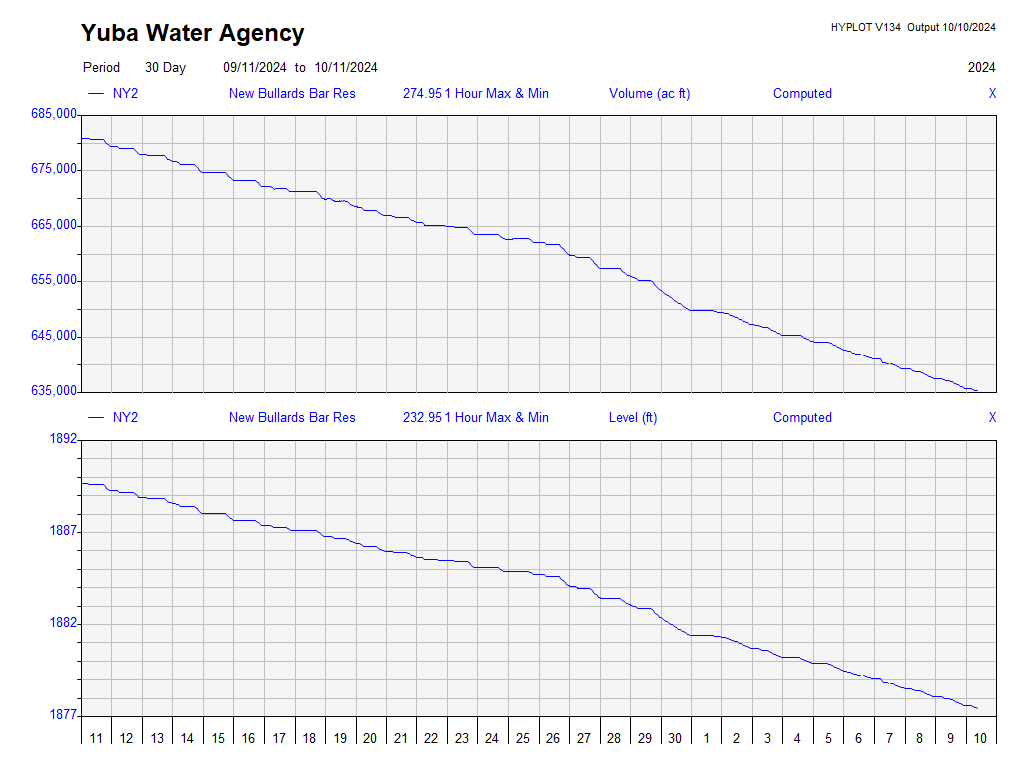 Yuba Water Agency
HYPLOT V134 Output 10/10/2024
Period 30 Day 09/11/2024 to 10/11/2024 2024
NY2 New Bullards Bar Res 274.95 1 Hour Max & Min Volume (ac ft) Computed X
685,000
675,000
665,000
655,000
645,000
635,000
NY2 New Bullards Bar Res 232.95 1 Hour Max & Min Level (ft) Computed X
1892
1887
1882
1877
11 12 13 14 15 16 17 18 19 20 21 22 23 24 25 26 27 28 29 30 1 2 3 4 5 6 7 8 9 10